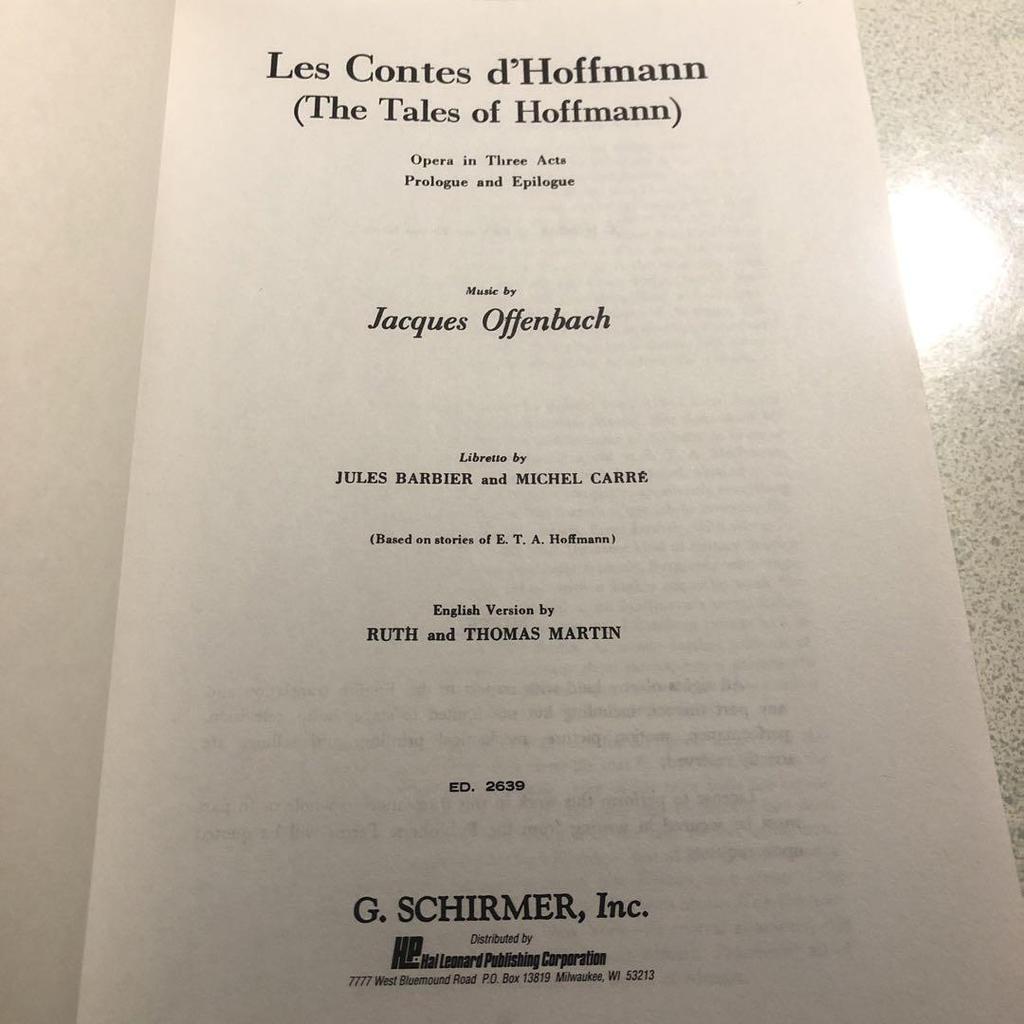 Les Contes d'Hoffmann
(The Tales of Hoffmann)
Opera in Three Acts
Prologue and Epilogue
Music by
Jacques Offenbach
Libretto by
JULES BARBIER and MICHEL CARRÉ
(Based on stories of E. T. A. Hoffmann)
English Version by
RUTH and THOMAS MARTIN
ED. 2639
G. SCHIRMER, Inc.
Distributed by
HL Hal Leonard Publishing Corporation
7777 West Bluemound Road P.O. Box 13819 Milwaukee, WI 53213